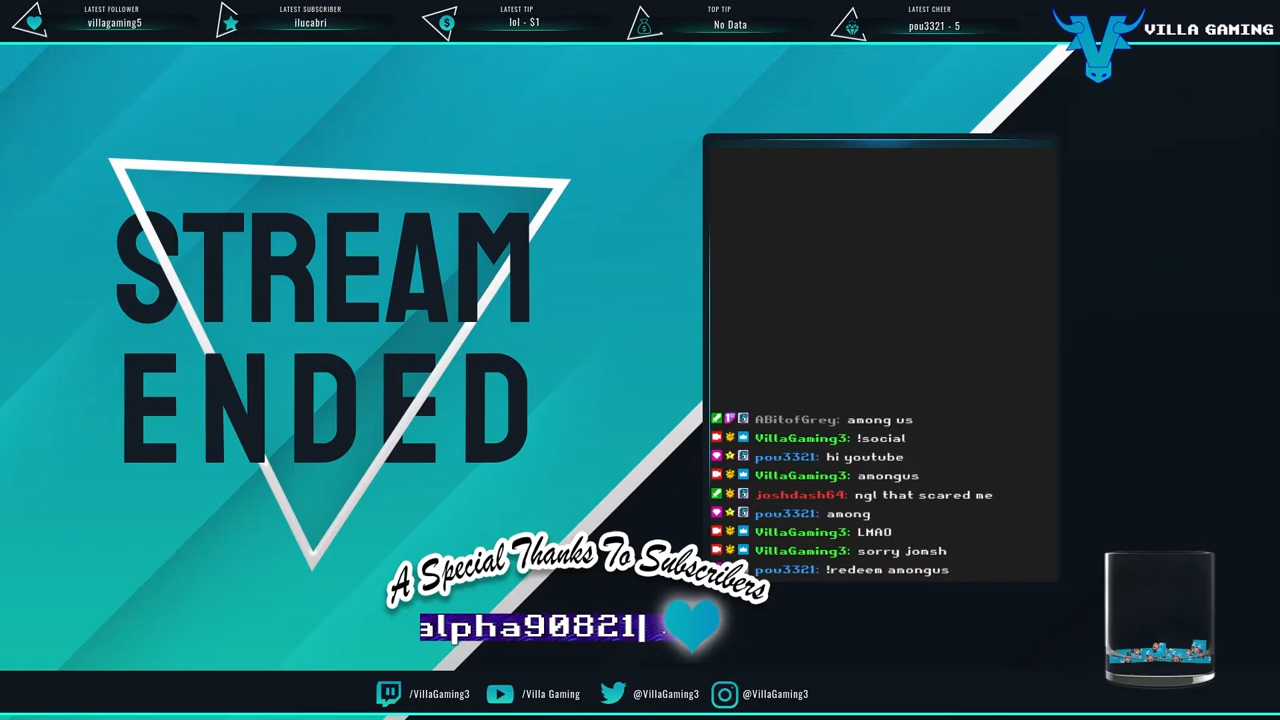 LATEST FOLLOWER
villagaming5
LATEST SUBSCRIBER
ilucabri
LATEST TIP
lol - $1
TOP TIP
No Data
LATEST CHEER
pou3321 - 5
VILLA GAMING
STREAM
ENDED
ABitofGrey: among us
VillaGaming3: !social
pou3321: hi youtube
VillaGaming3: amongus
joshdash64: ngl that scared me
pou3321: among
VillaGaming3: LMAO
VillaGaming3: sorry jomsh
pou3321: !redeem amongus
A Special Thanks To Subscribers
alpha90821|
/VillaGaming3
/Villa Gaming
@VillaGaming3
@VillaGaming3